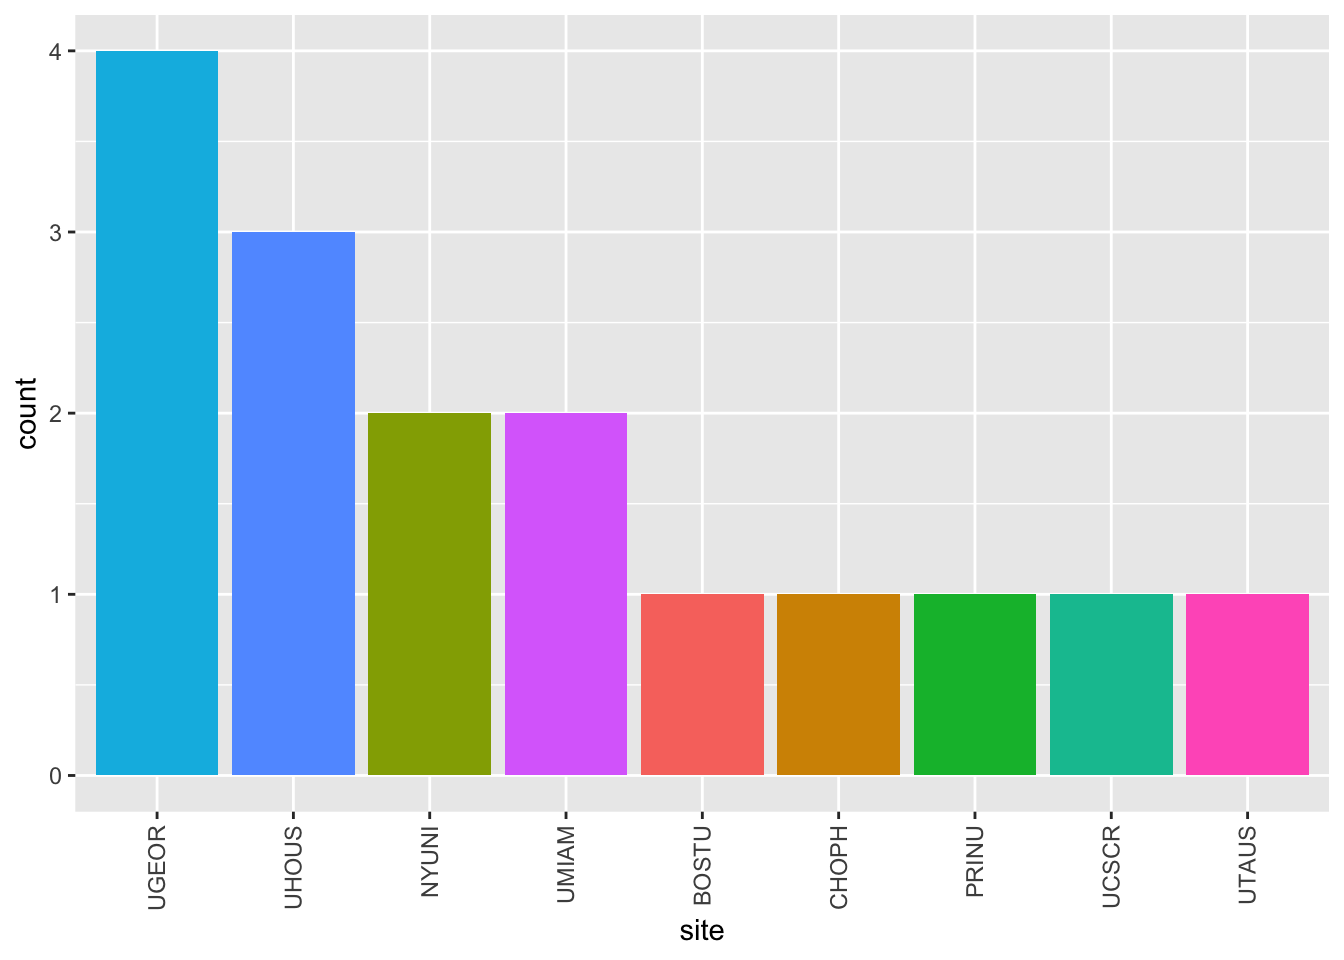 4
3
2
1
0
count
UGEOR
UHOUS
NYUNI
UMIAM
BOSTU
CHOPH
PRINU
UCSCR
UTAUS
site